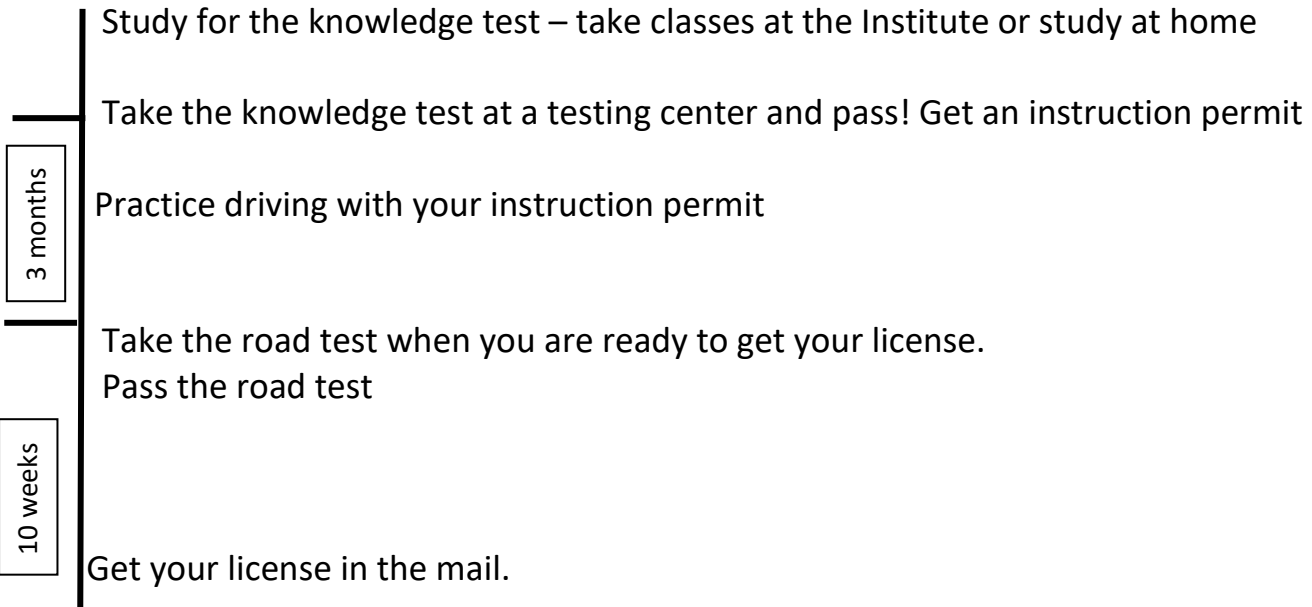 Study for the knowledge test – take classes at the Institute or study at home
Take the knowledge test at a testing center and pass! Get an instruction permit
3 months
Practice driving with your instruction permit
Take the road test when you are ready to get your license.
Pass the road test
10 weeks
Get your license in the mail.